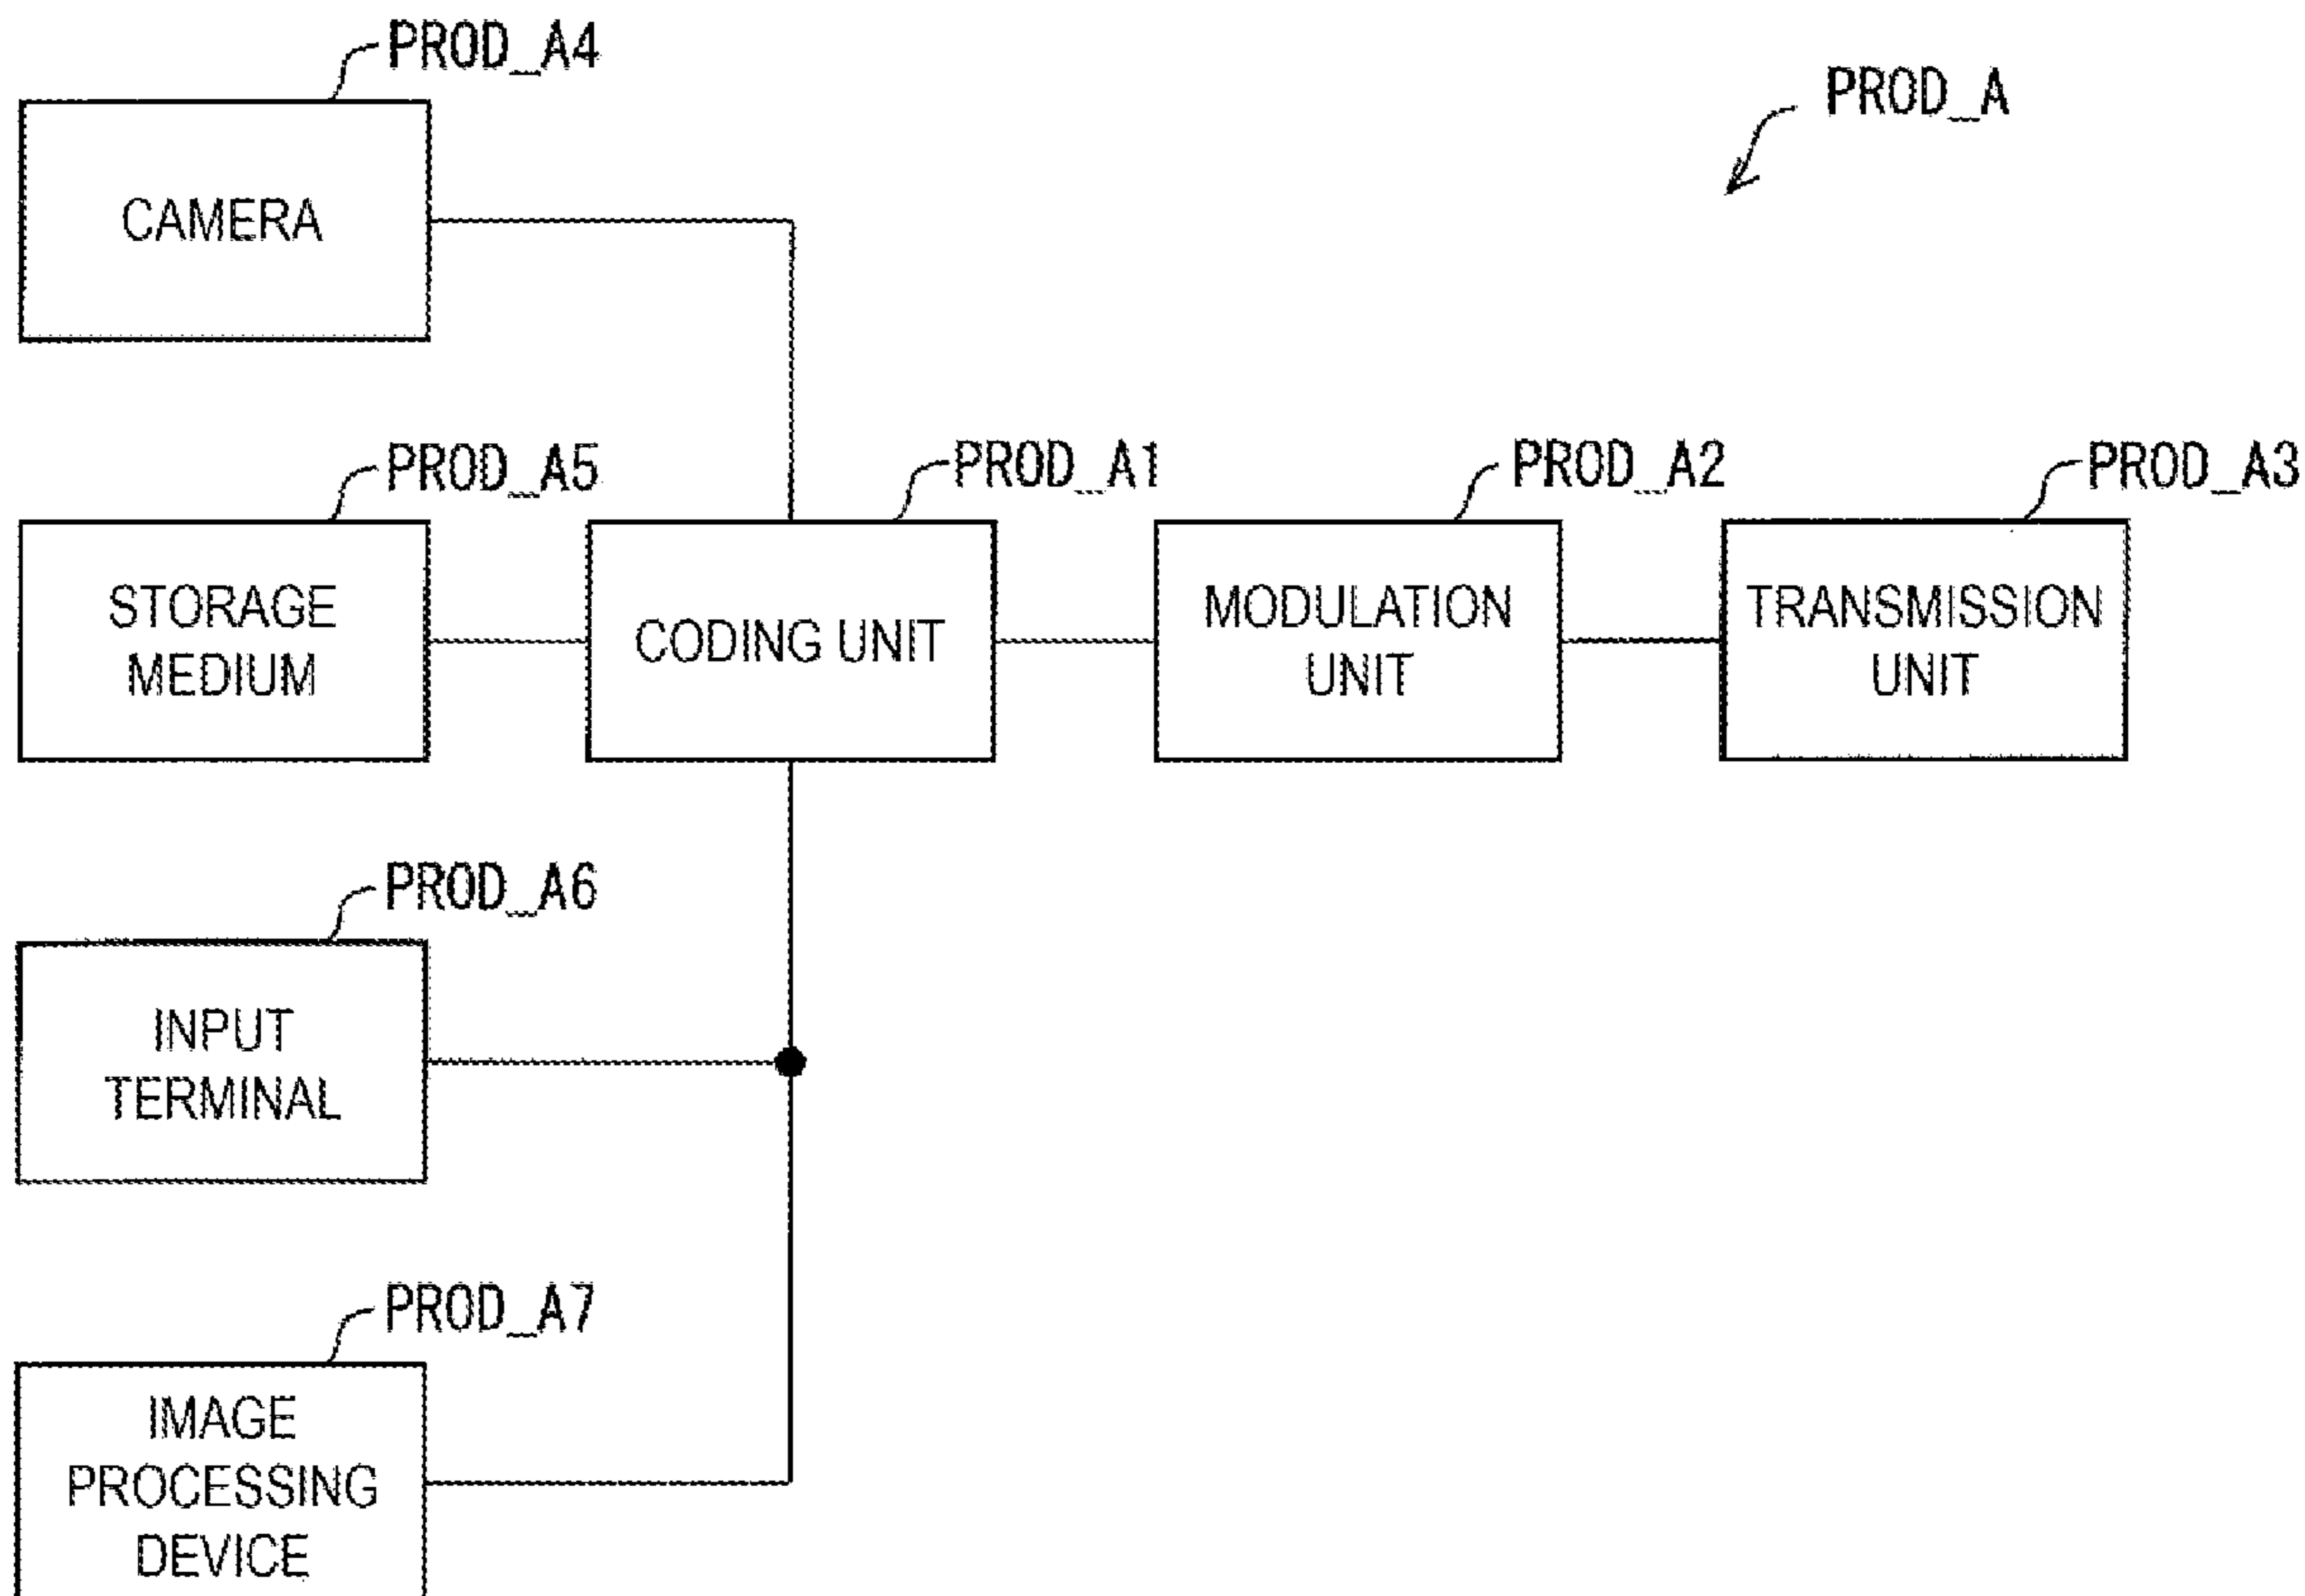 PROD_A4
PROD_A
CAMERA
PROD_A5
PROD_A1
PROD_A2
PROD_A3
STORAGE
MEDIUM
CODING UNIT
MODULATION
UNIT
TRANSMISSION
UNIT
PROD_A6
INPUT
TERMINAL
PROD_A7
IMAGE
PROCESSING
DEVICE